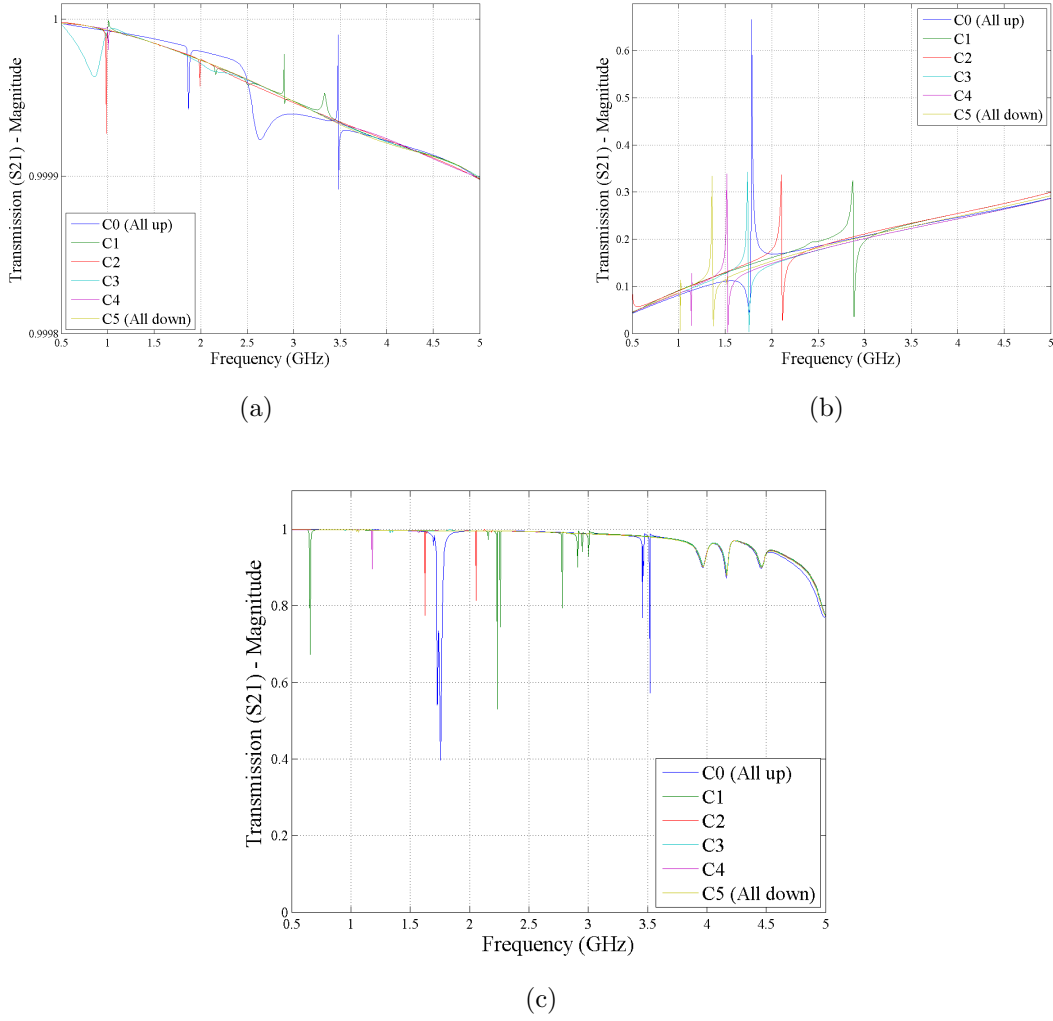 Transmission (S21) - Magnitude
1
0.9999
0.9998
C0 (All up)
C1
C2
C3
C4
C5 (All down)
0.5 1 1.5 2 2.5 3 3.5 4 4.5 5
Frequency (GHz)
(a)
Transmission (S21) - Magnitude
0.6
0.5
0.4
0.3
0.2
0.1
0
C0 (All up)
C1
C2
C3
C4
C5 (All down)
0.5 1 1.5 2 2.5 3 3.5 4 4.5 5
Frequency (GHz)
(b)
Transmission (S21) - Magnitude
1
0.8
0.6
0.4
0.2
0
C0 (All up)
C1
C2
C3
C4
C5 (All down)
0.5 1 1.5 2 2.5 3 3.5 4 4.5 5
Frequency (GHz)
(c)